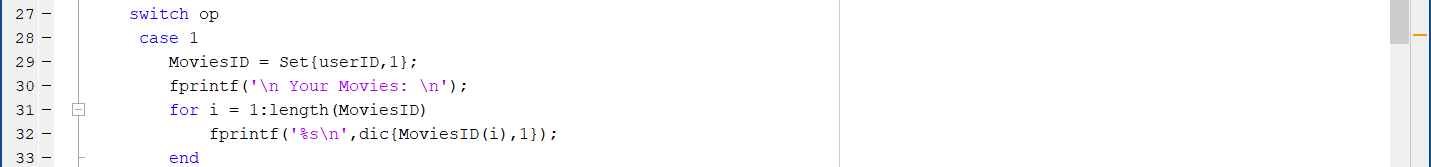 27 – switch op
28 – case 1
29 – MoviesID = Set{userID,1};
30 – fprintf('\n Your Movies: \n');
31 – for i = 1:length(MoviesID)
32 – fprintf('%s\n',dic{MoviesID(i),1});
33 – end